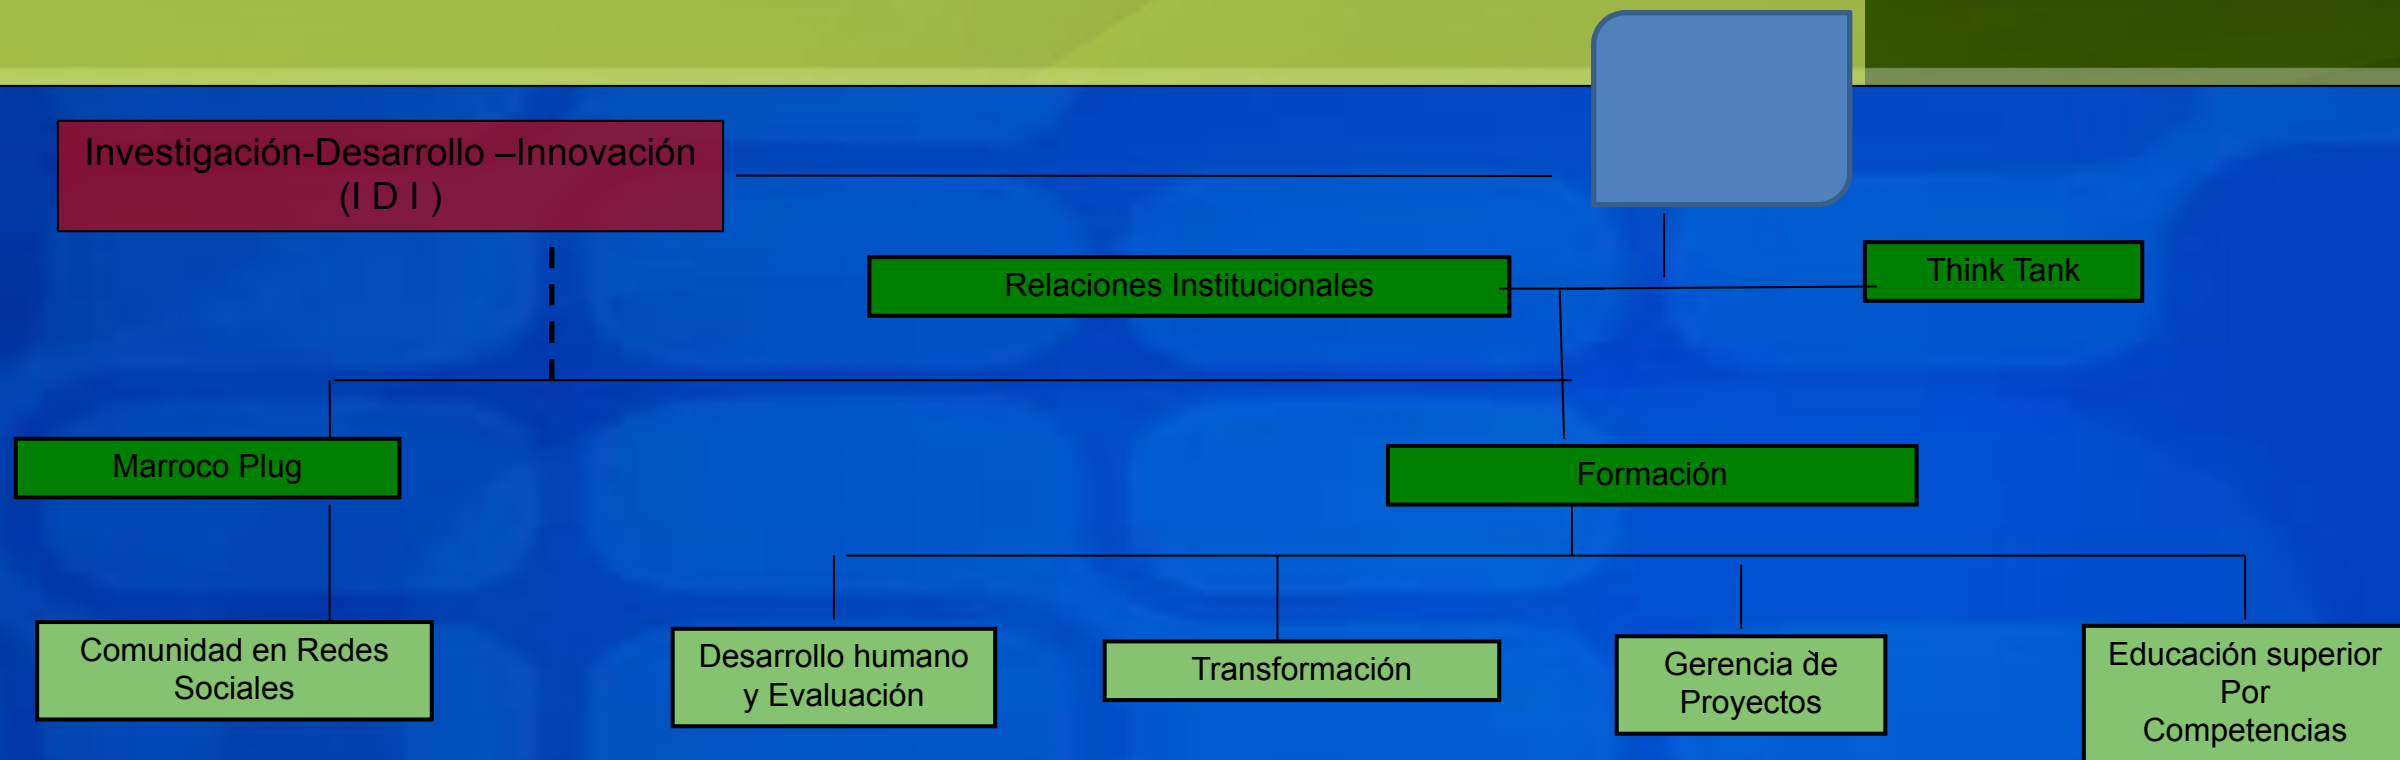 Investigación-Desarrollo –Innovación
(I D I )
Relaciones Institucionales
Think Tank
Marroco Plug
Formación
Comunidad en Redes
Sociales
Desarrollo humano
y Evaluación
Transformación
Gerencia de
Proyectos
Educación superior
Por
Competencias